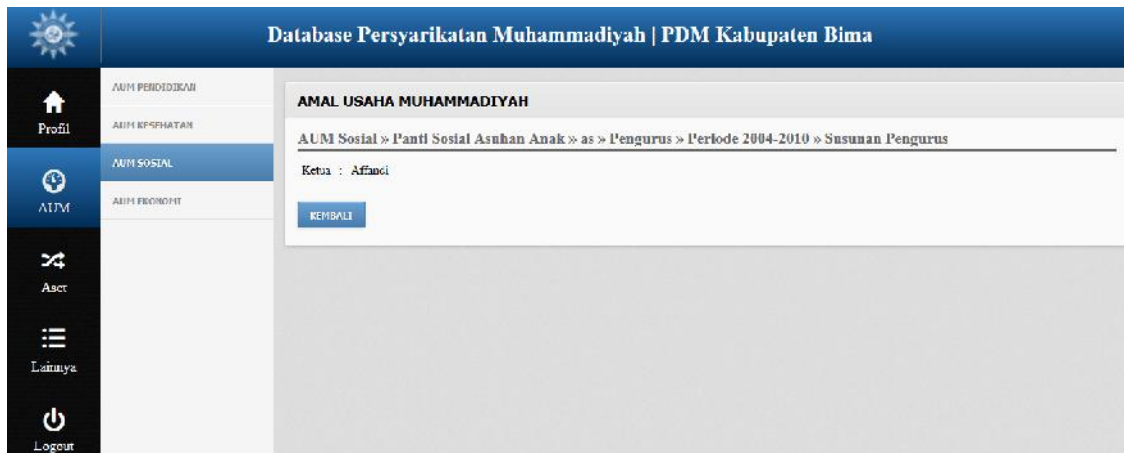 Database Persyarikatan Muhammadiyah | PDM Kabupaten Bima
Profil
AUM
Aset
Lainnya
Logout
AUM PENDIDIKAN
AUM KESEHATAN
AUM SOSIAL
AUM EKONOMI
AMAL USAHA MUHAMMADIYAH
AUM Sosial » Panti Sosial Asuhan Anak » as » Pengurus » Periode 2004-2010 » Susunan Pengurus
Ketua : Affandi
KEMBALI